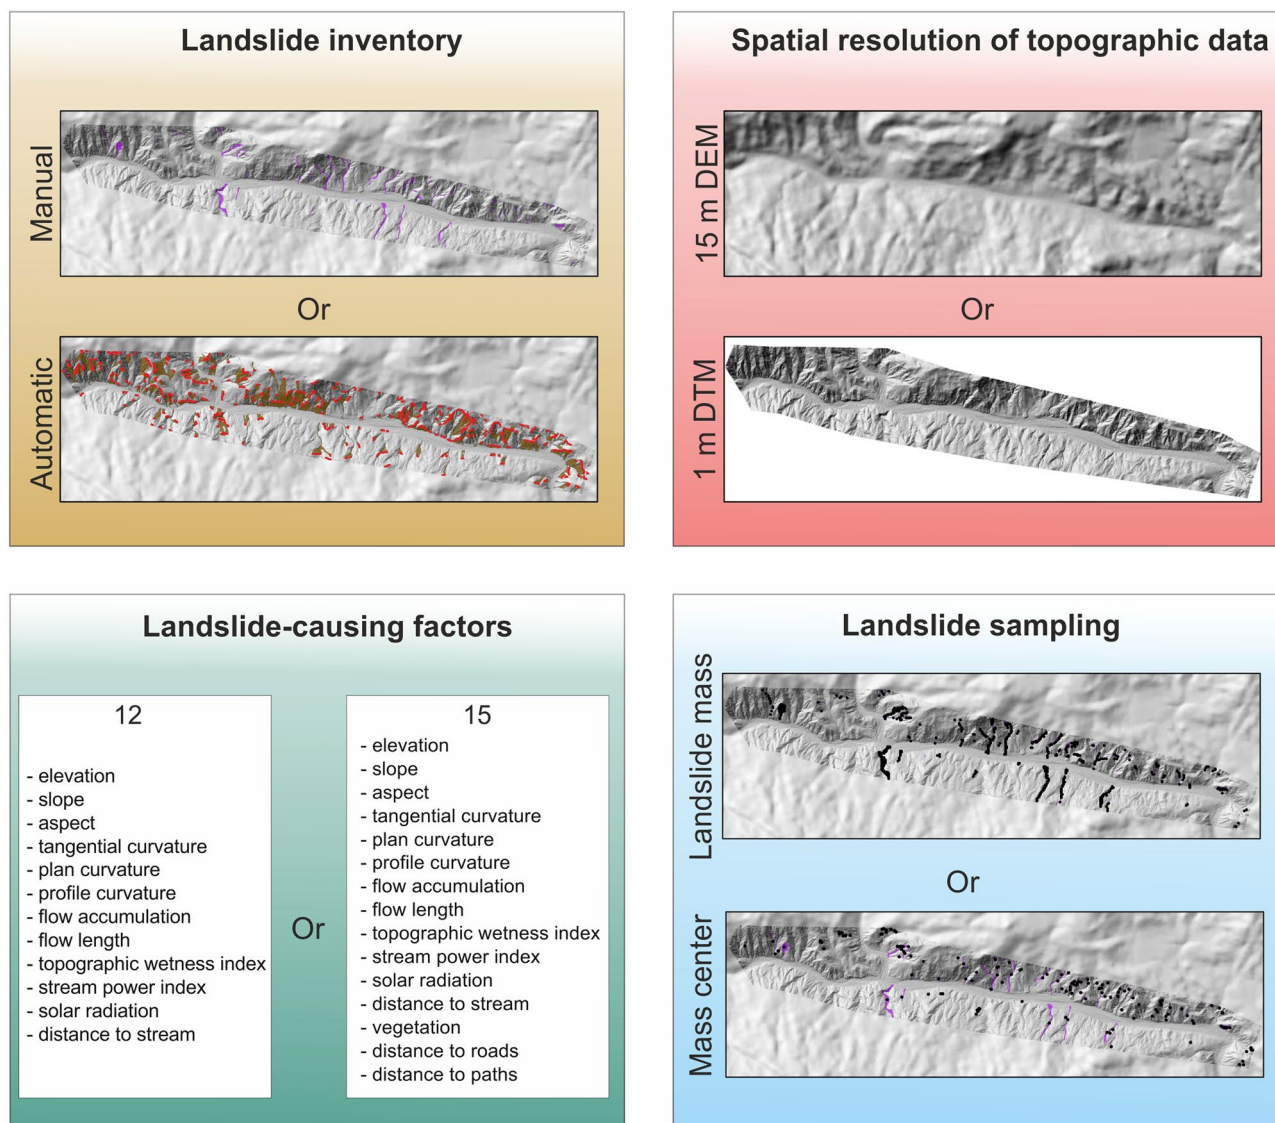 Landslide inventory
Manual
Or
Automatic
Spatial resolution of topographic data
15 m DEM
Or
1 m DTM
Landslide-causing factors
12
- elevation
- slope
- aspect
- tangential curvature
- plan curvature
- profile curvature
- flow accumulation
- flow length
- topographic wetness index
- stream power index
- solar radiation
- distance to stream
Or
15
- elevation
- slope
- aspect
- tangential curvature
- plan curvature
- profile curvature
- flow accumulation
- flow length
- topographic wetness index
- stream power index
- solar radiation
- distance to stream
- vegetation
- distance to roads
- distance to paths
Landslide sampling
Landslide mass
Or
Mass center